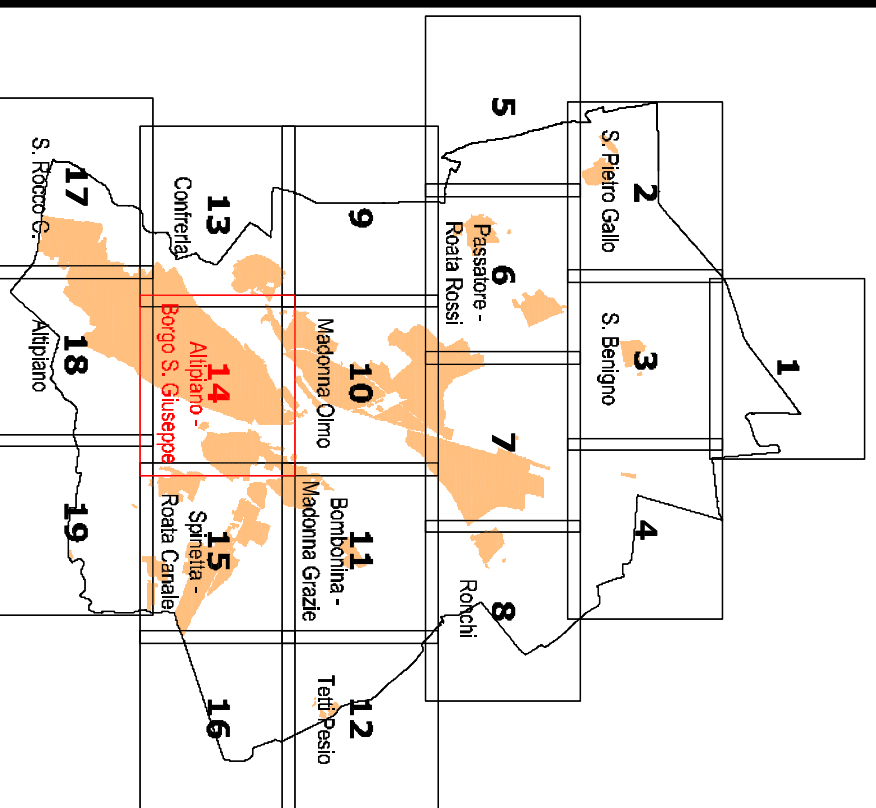 1
2
S. Pietro Gallo
3
S. Benigno
4
5
6
Passatore -
Roata Rossi
7
8
Ronchi
9
10
Madonna Olmo
11
Bombonina -
Madonna Grazie
12
Tetti Pesio
13
Confreria
14
Altipiano -
Borgo S. Giuseppe
15
Spinetta -
Roata Canale
16
17
S. Rocco C.
18
Altipiano
19